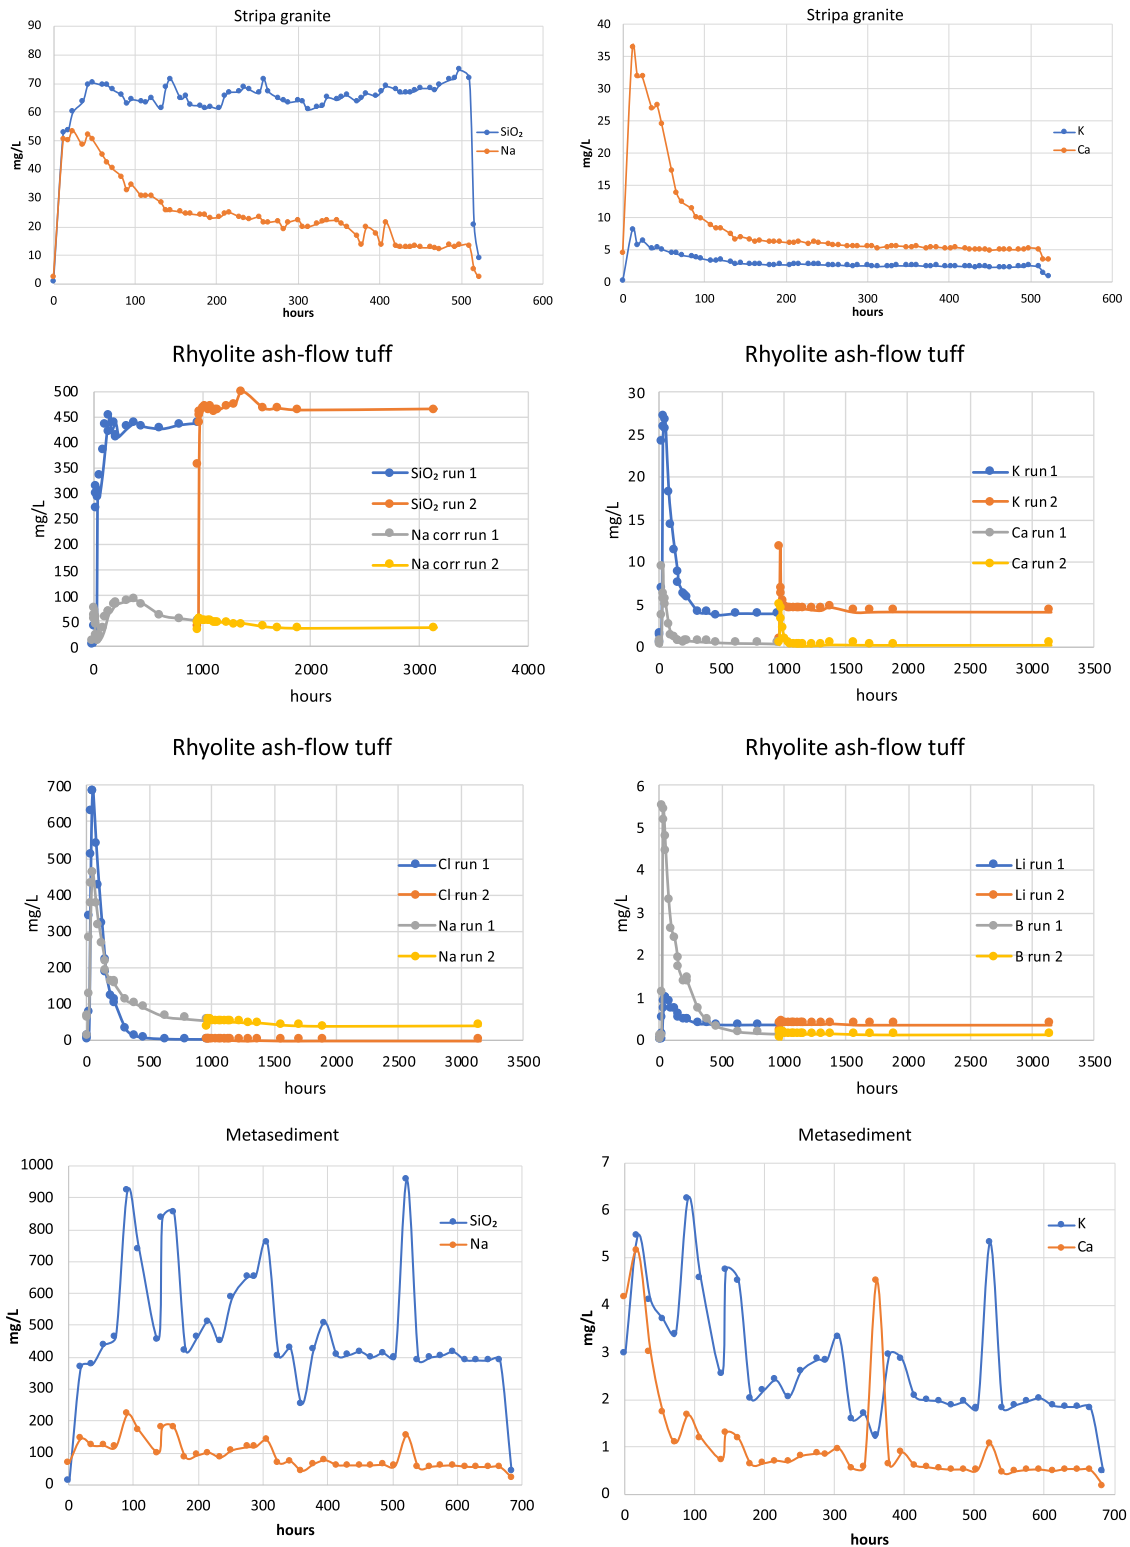 Stripa granite
90
80
70
60
50
40
30
20
10
0
mg/L
SiO₂
Na
0 100 200 300 400 500 600
hours
Stripa granite
40
35
30
25
20
15
10
5
0
mg/L
K
Ca
0 100 200 300 400 500 600
hours
Rhyolite ash-flow tuff
500
450
400
350
300
250
200
150
100
50
0
mg/L
SiO₂ run 1
SiO₂ run 2
Na corr run 1
Na corr run 2
0 1000 2000 3000 4000
hours
Rhyolite ash-flow tuff
30
25
20
15
10
5
0
mg/L
K run 1
K run 2
Ca run 1
Ca run 2
0 500 1000 1500 2000 2500 3000 3500
hours
Rhyolite ash-flow tuff
700
600
500
400
300
200
100
0
mg/L
Cl run 1
Cl run 2
Na run 1
Na run 2
0 500 1000 1500 2000 2500 3000 3500
hours
Rhyolite ash-flow tuff
6
5
4
3
2
1
0
mg/L
Li run 1
Li run 2
B run 1
B run 2
0 500 1000 1500 2000 2500 3000 3500
hours
Metasediment
1000
900
800
700
600
500
400
300
200
100
0
mg/L
SiO₂
Na
0 100 200 300 400 500 600 700
hours
Metasediment
7
6
5
4
3
2
1
0
mg/L
K
Ca
0 100 200 300 400 500 600 700
hours